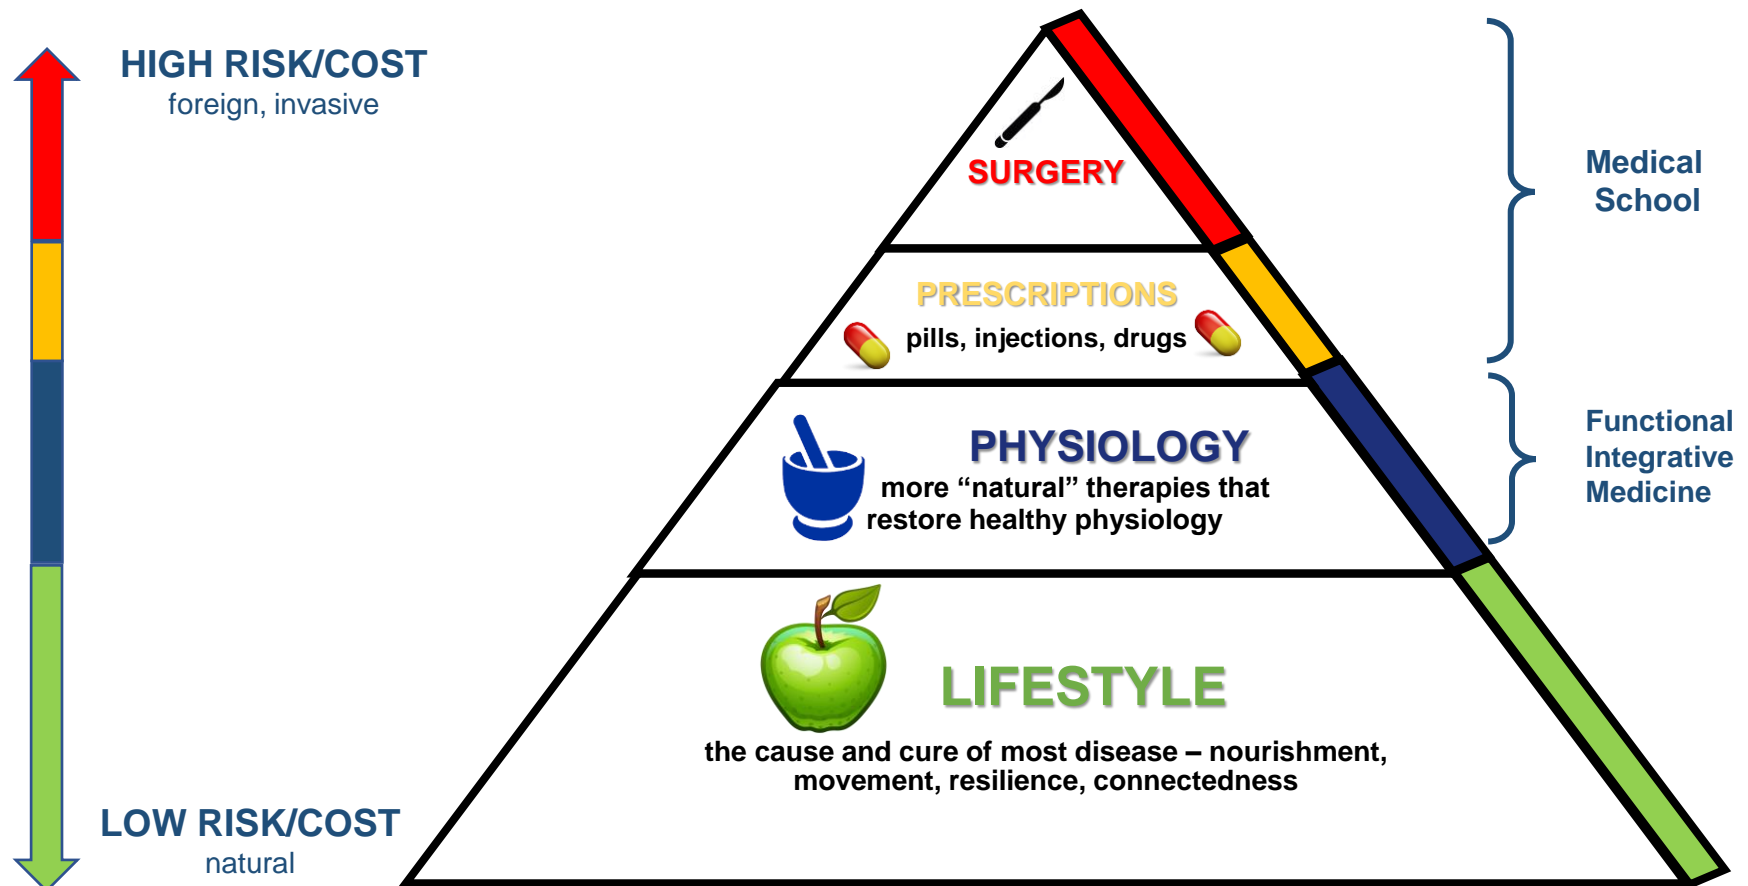 HIGH RISK/COST
foreign, invasive
SURGERY
Medical
School
PRESCRIPTIONS
pills, injections, drugs
PHYSIOLOGY
more “natural” therapies that
restore healthy physiology
Functional
Integrative
Medicine
LIFESTYLE
the cause and cure of most disease – nourishment,
movement, resilience, connectedness
LOW RISK/COST
natural